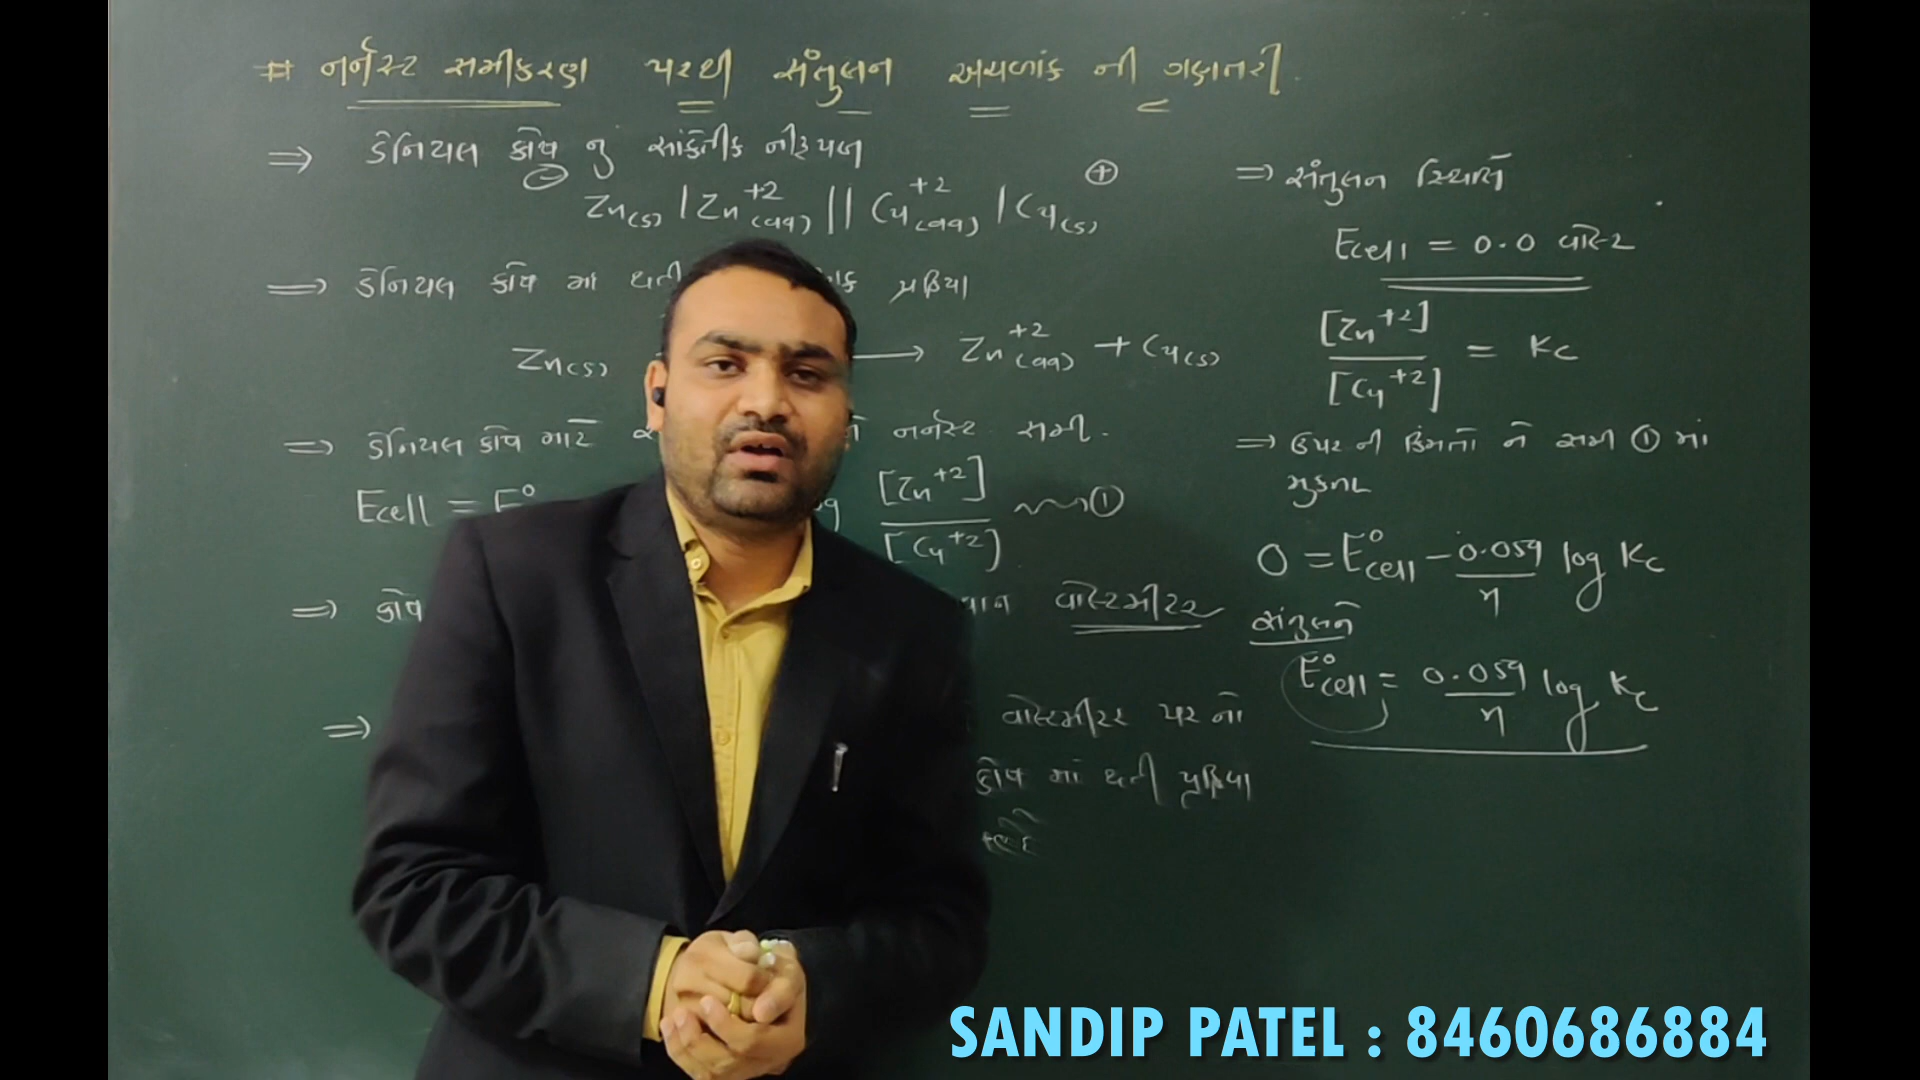 # નર્નસ્ટ સમીકરણ પરથી સંતુલન અચળાંક ની ગણતરી.
⇒ ડેનિયલ કોષ નું સાંકેતીક નીરૂપણ
⊖ ⊕
Zn(s) | Zn+2(aq) || Cu+2(aq) | Cu(s)
⇒ ડેનિયલ કોષ માં થતી પ્રક્રિયા
Zn(s) ⟶ Zn+2(aq) + Cu(s)
⇒ ડેનિયલ કોષ માટે નર્નસ્ટ સમી.
Ecell = E0 [Zn+2] / [Cu+2] ①
⇒ કોષ વોલ્ટમીટર
⇒ વોલ્ટમીટર પર નો
કોષ માં થતી પ્રક્રિયા
⇒ સંતુલન સ્થિતિએ
Ecell = 0.0 વોલ્ટ
[Zn+2] / [Cu+2] = Kc
⇒ ઉપર ની કિંમતો ને સમી ① માં
મુકતા
0 = E0cell - 0.059/n log Kc
સંતુલને
E0cell = 0.059/n log Kc
SANDIP PATEL : 8460686884